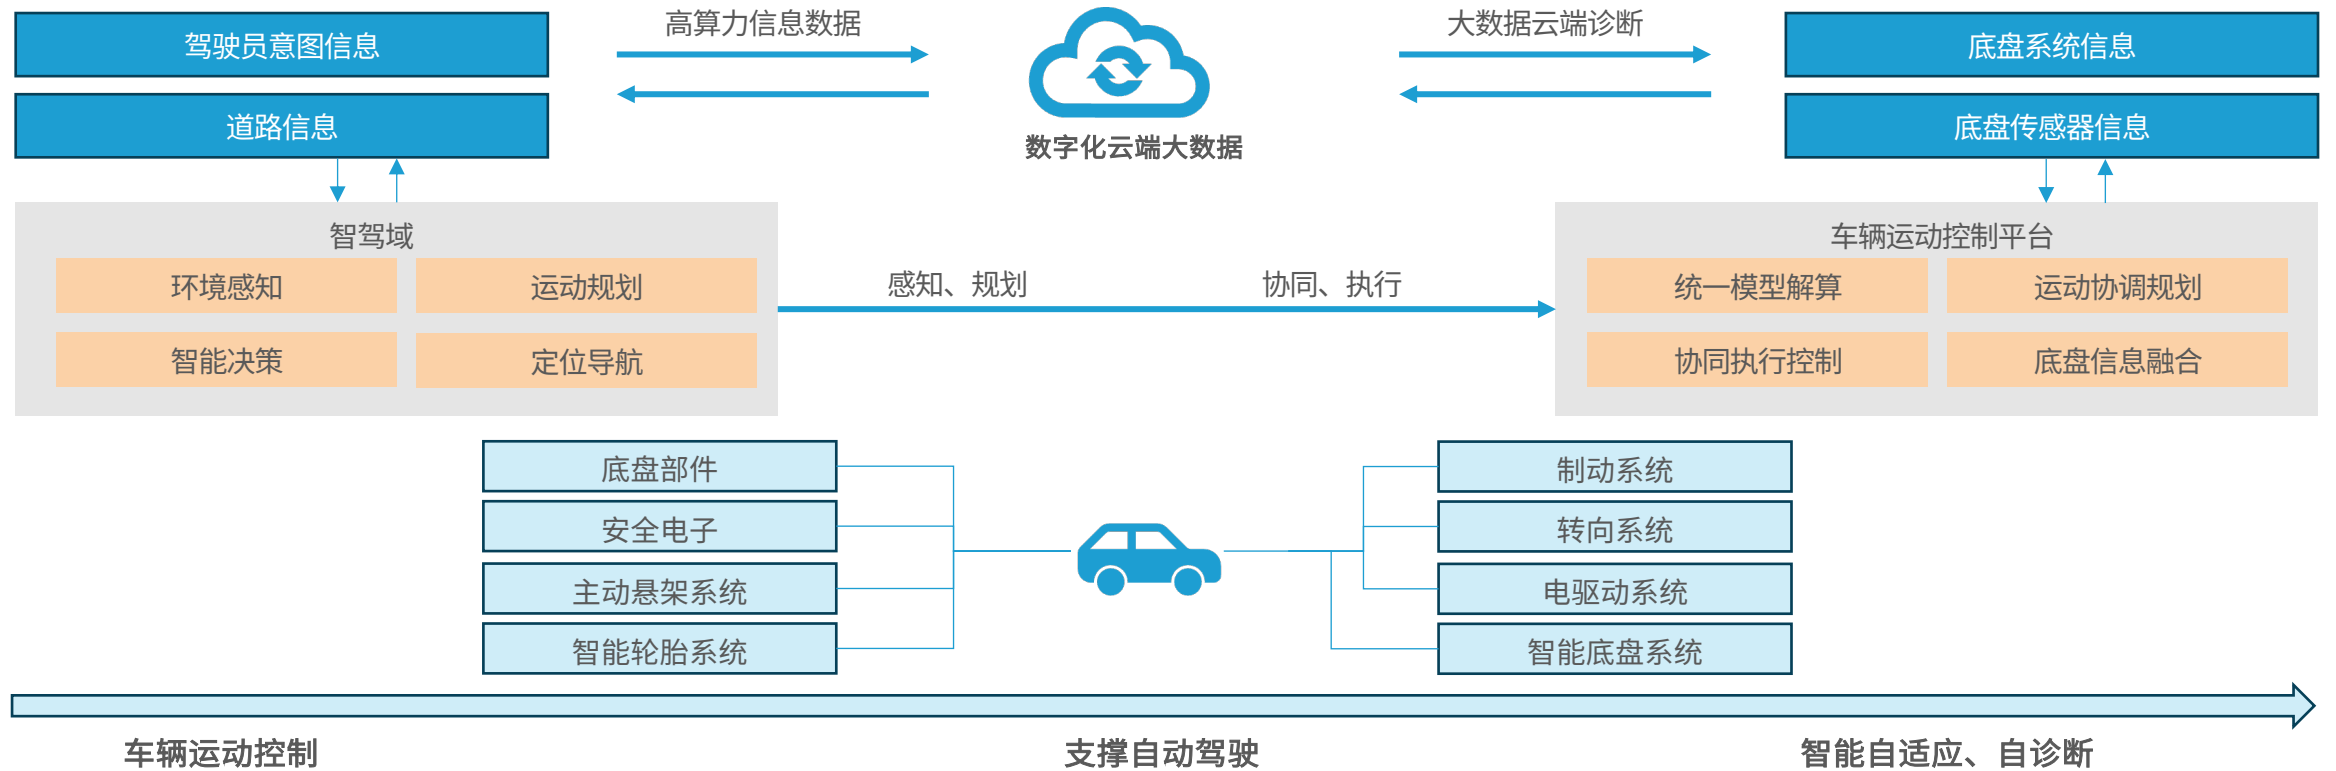 驾驶员意图信息
道路信息
高算力信息数据
数字化云端大数据
大数据云端诊断
底盘系统信息
底盘传感器信息
智驾域
环境感知
运动规划
智能决策
定位导航
感知、规划
协同、执行
车辆运动控制平台
统一模型解算
运动协调规划
协同执行控制
底盘信息融合
底盘部件
安全电子
主动悬架系统
智能轮胎系统
制动系统
转向系统
电驱动系统
智能底盘系统
车辆运动控制
支撑自动驾驶
智能自适应、自诊断